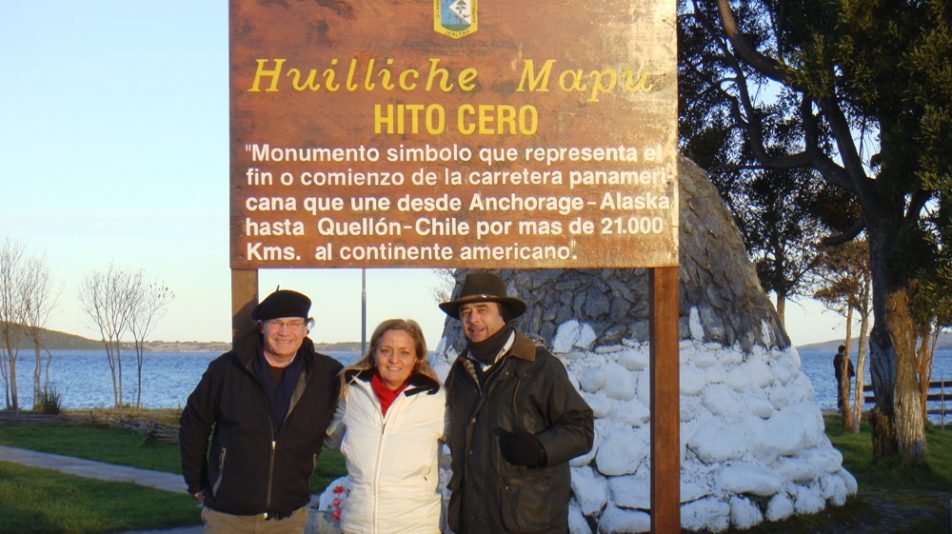 LEALTAD
Huilliche Mapu
HITO CERO
"Monumento simbolo que representa el
fin o comienzo de la carretera panameri-
cana que une desde Anchorage-Alaska
hasta Quellón-Chile por mas de 21.000
Kms. al continente americano".